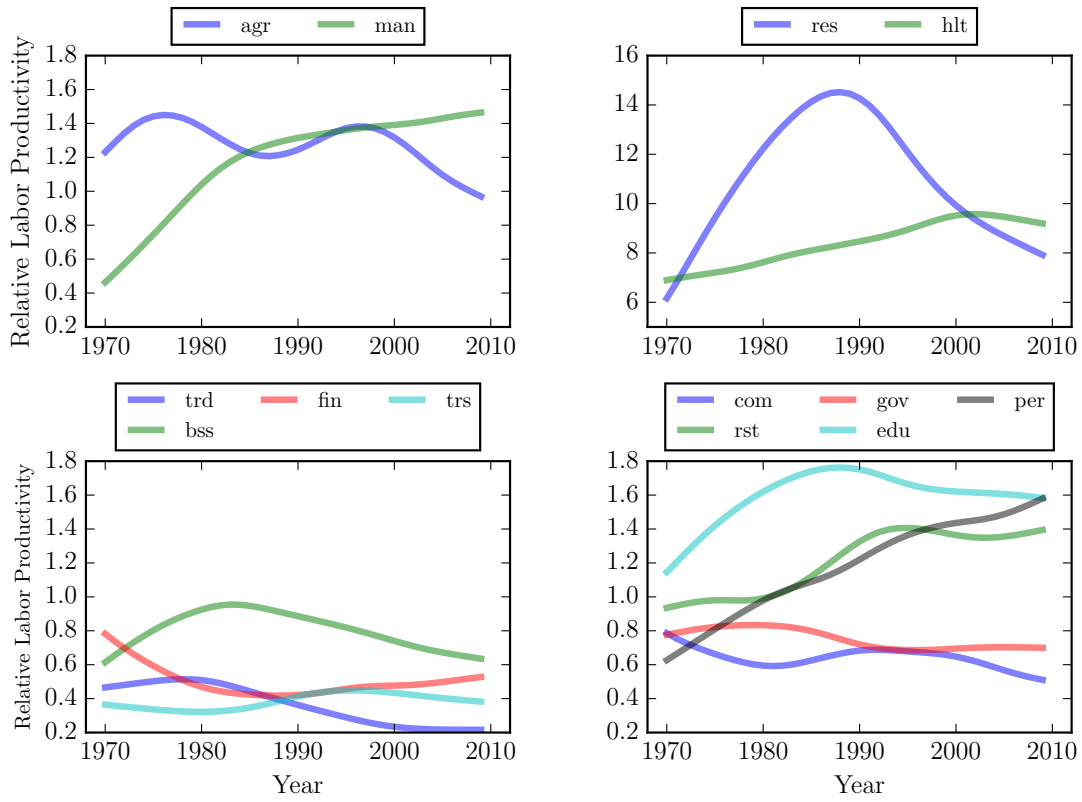 agr man
Relative Labor Productivity
1.8
1.6
1.4
1.2
1.0
0.8
0.6
0.4
0.2
1970 1980 1990 2000 2010
res hlt
16
14
12
10
8
6
1970 1980 1990 2000 2010
trd fin trs
bss
Relative Labor Productivity
1.8
1.6
1.4
1.2
1.0
0.8
0.6
0.4
0.2
1970 1980 1990 2000 2010
Year
com gov per
rst edu
1.8
1.6
1.4
1.2
1.0
0.8
0.6
0.4
0.2
1970 1980 1990 2000 2010
Year